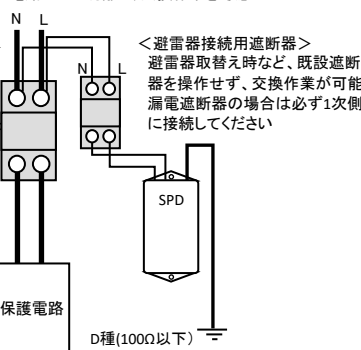 N L
N L
<避雷器接続用遮断器>
避雷器取替え時など、既設遮断
器を操作せず、交換作業が可能
漏電遮断器の場合は必ず1次側
に接続してください
SPD
保護電路
D種(100Ω以下)